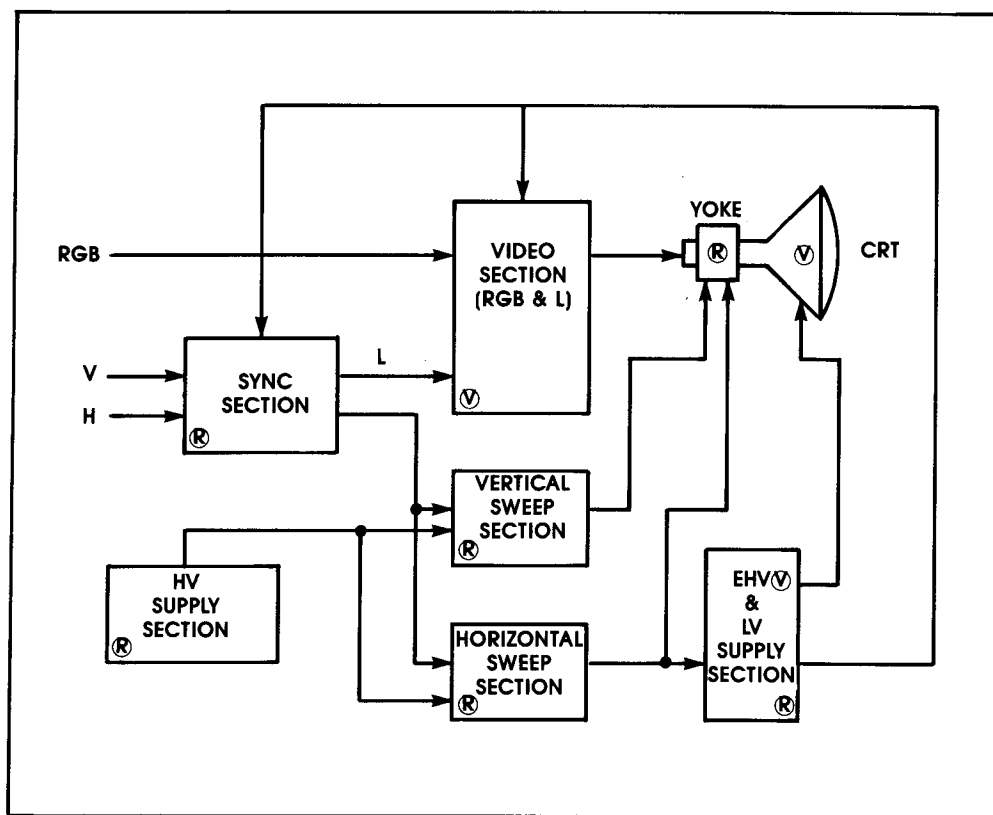 YOKE
Ⓡ
Ⓥ
CRT
RGB
VIDEO
SECTION
(RGB & L)
Ⓥ
V
H
SYNC
SECTION
Ⓡ
L
VERTICAL
SWEEP
SECTION
Ⓡ
HV
SUPPLY
SECTION
Ⓡ
HORIZONTAL
SWEEP
SECTION
Ⓡ
EHV Ⓥ
&
LV
SUPPLY
SECTION
Ⓡ